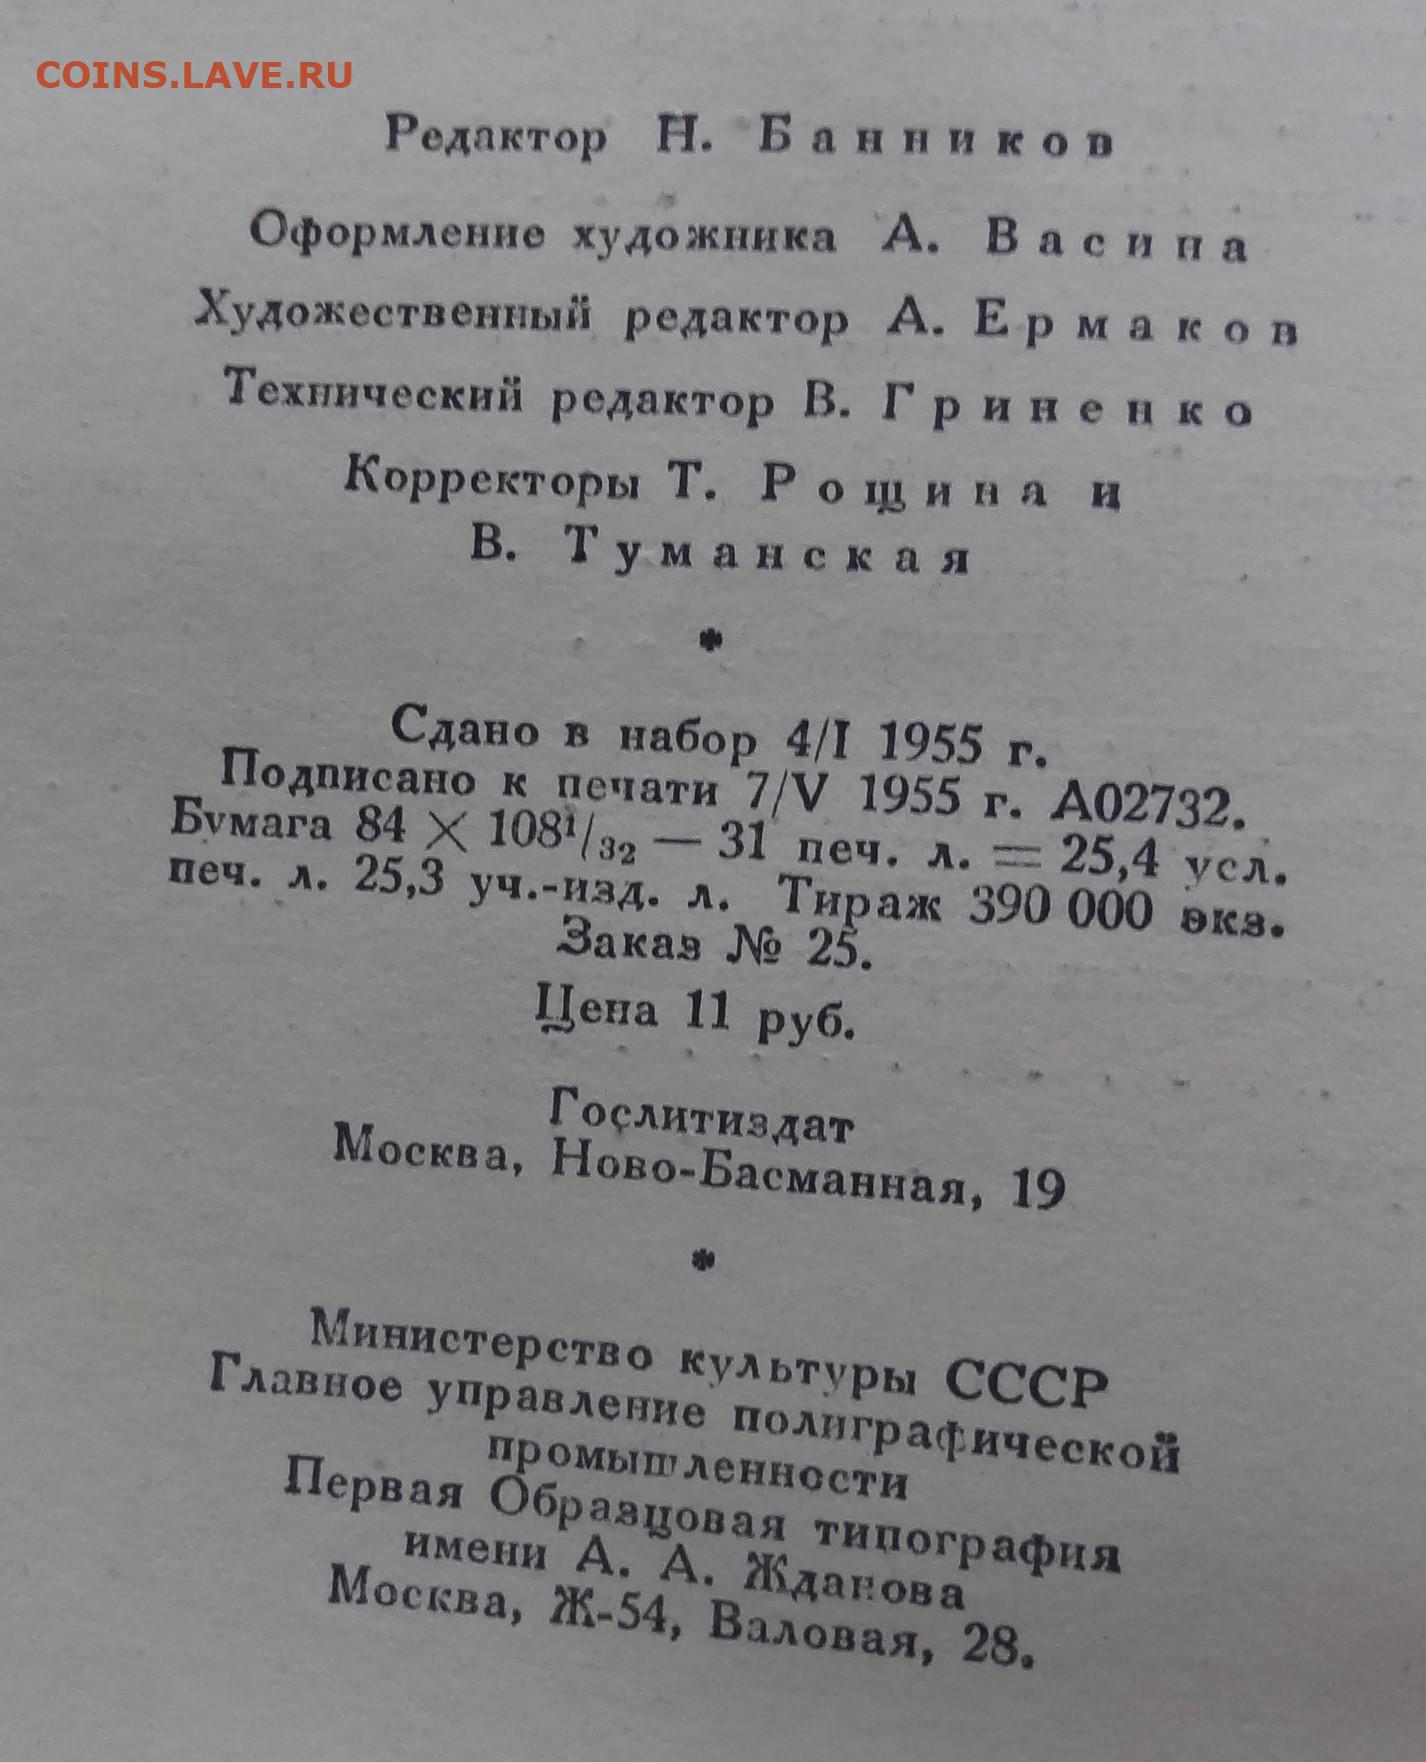 COINS.LAVE.RU
Редактор Н. Банников
Оформление художника А. Васина
Художественный редактор А. Ермаков
Технический редактор В. Гриненко
Корректоры Т. Рощина и
В. Туманская
*
Сдано в набор 4/I 1955 г.
Подписано к печати 7/V 1955 г. А02732.
Бумага 84 × 108¹/₃₂ — 31 печ. л. = 25,4 усл.
печ. л. 25,3 уч.-изд. л. Тираж 390 000 экз.
Заказ № 25.
Цена 11 руб.
Гослитиздат
Москва, Ново-Басманная, 19
*
Министерство культуры СССР
Главное управление полиграфической
промышленности
Первая Образцовая типография
имени А. А. Жданова
Москва, Ж-54, Валовая, 28.